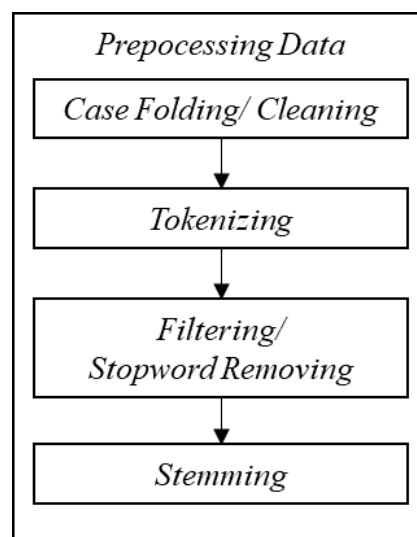 Prepocessing Data
Case Folding/ Cleaning
Tokenizing
Filtering/
Stopword Removing
Stemming